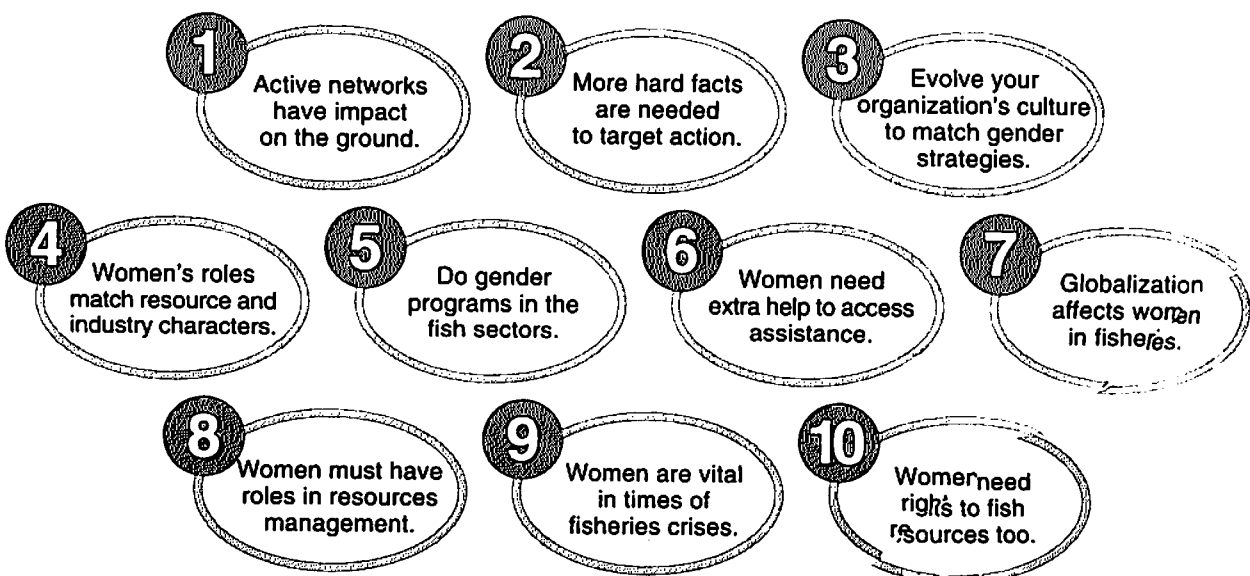 1
Active networks
have impact
on the ground.
2
More hard facts
are needed
to target action.
3
Evolve your
organization's culture
to match gender
strategies.
4
Women's roles
match resource and
industry characters.
5
Do gender
programs in the
fish sectors.
6
Women need
extra help to access
assistance.
7
Globalization
affects women
in fisheries.
8
Women must have
roles in resources
management.
9
Women are vital
in times of
fisheries crises.
10
Women need
rights to fish
resources too.